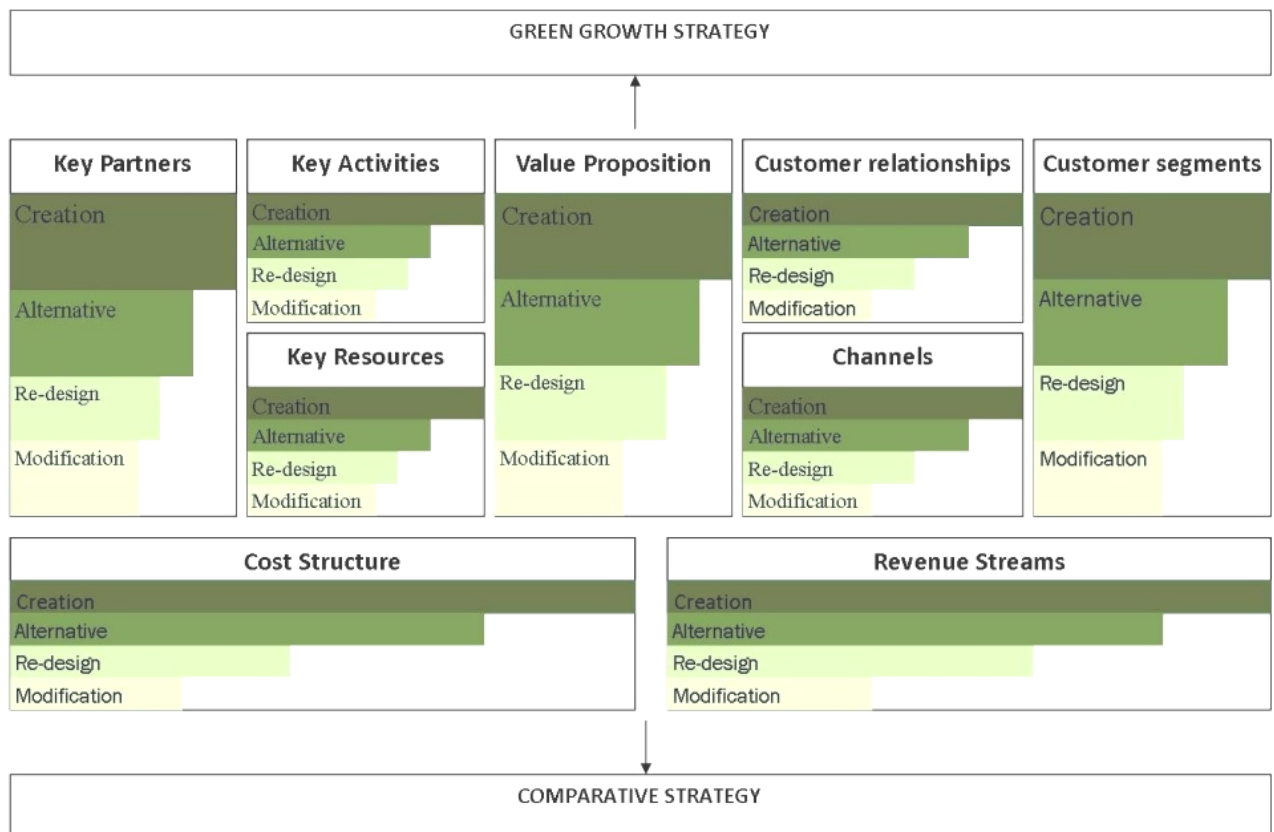 GREEN GROWTH STRATEGY
Key Partners
Creation
Alternative
Re-design
Modification
Key Activities
Creation
Alternative
Re-design
Modification
Key Resources
Creation
Alternative
Re-design
Modification
Value Proposition
Creation
Alternative
Re-design
Modification
Customer relationships
Creation
Alternative
Re-design
Modification
Channels
Creation
Alternative
Re-design
Modification
Customer segments
Creation
Alternative
Re-design
Modification
Cost Structure
Creation
Alternative
Re-design
Modification
Revenue Streams
Creation
Alternative
Re-design
Modification
COMPARATIVE STRATEGY